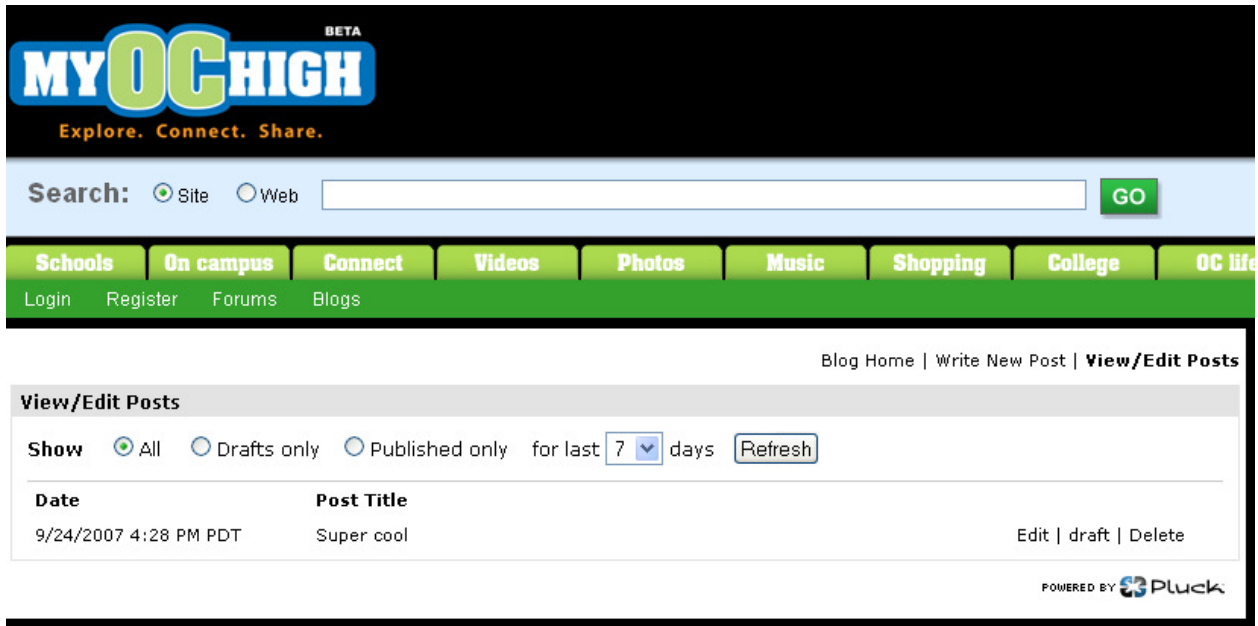 BETA
MYOCHIGH
Explore. Connect. Share.
Search: Site Web GO
Schools On campus Connect Videos Photos Music Shopping College OC life
Login Register Forums Blogs
Blog Home | Write New Post | View/Edit Posts
View/Edit Posts
Show All Drafts only Published only for last 7 days Refresh
Date Post Title
9/24/2007 4:28 PM PDT Super cool Edit | draft | Delete
POWERED BY Pluck